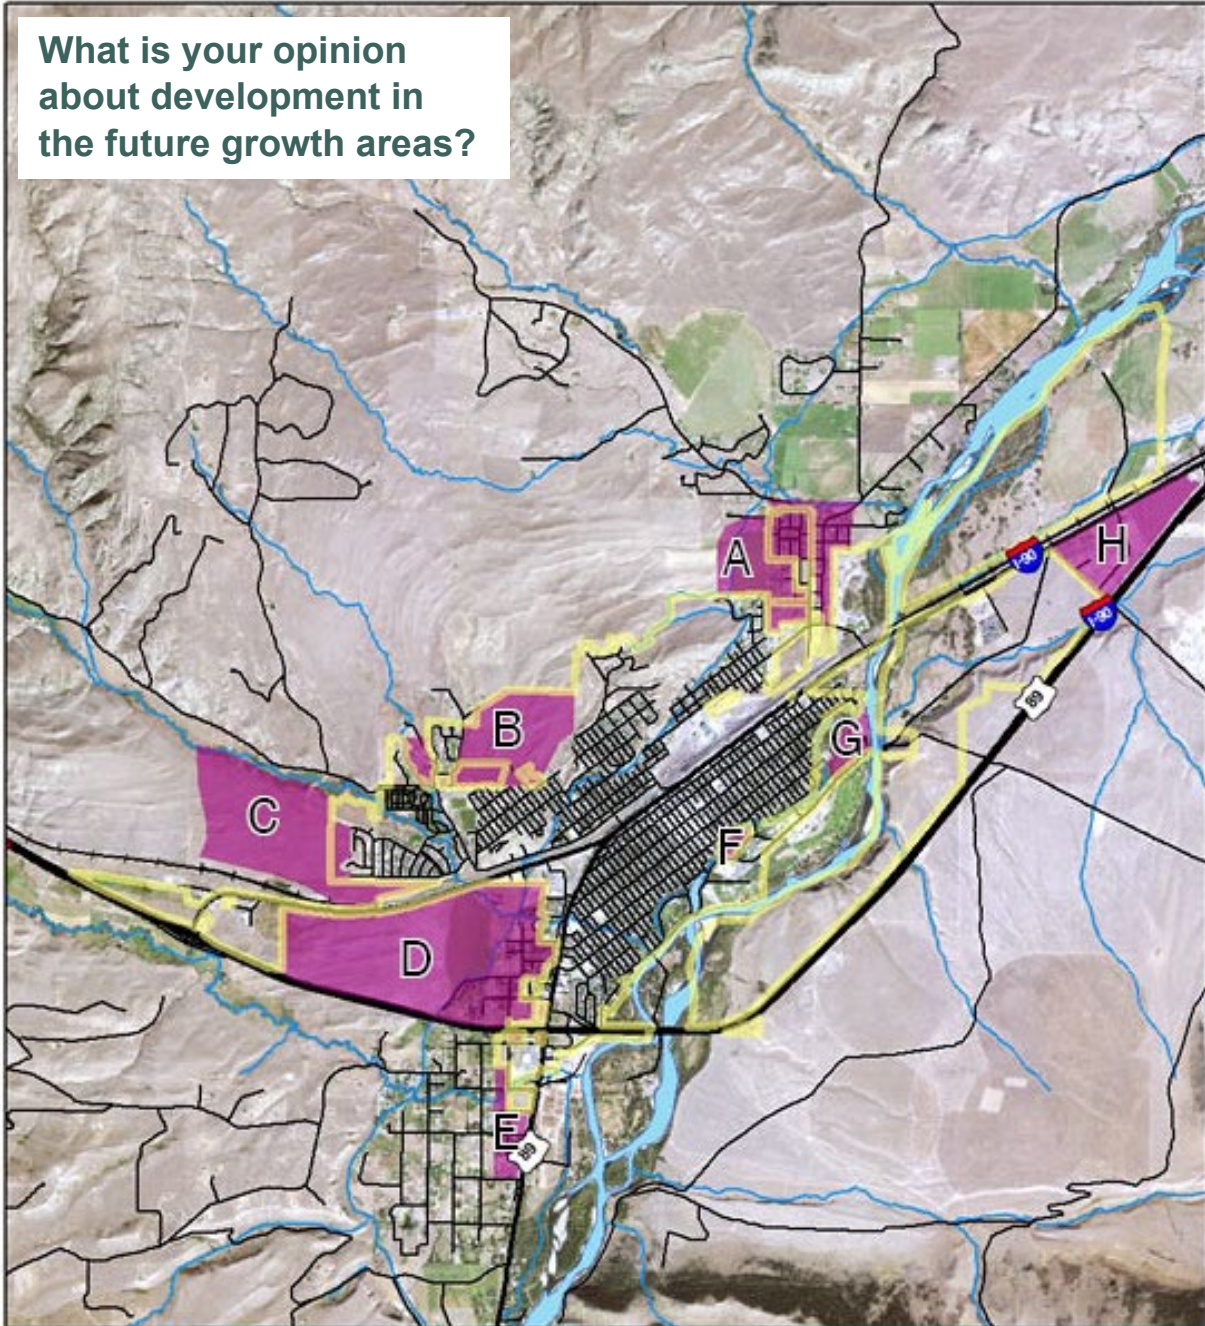 What is your opinion
about development in
the future growth areas?
A
H
I-90
I-90
89
B
G
C
F
D
E
89